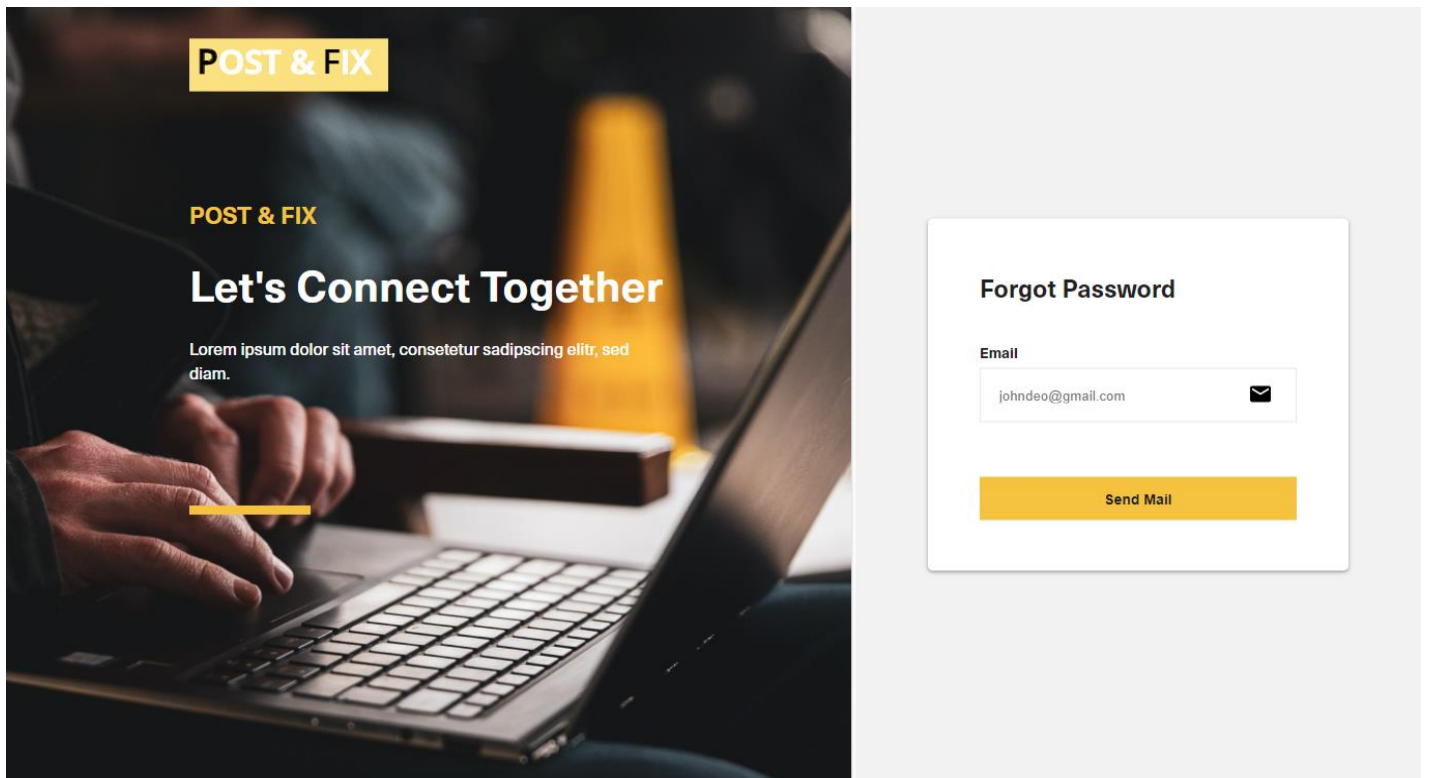 POST & FIX
POST & FIX
Let's Connect Together
Lorem ipsum dolor sit amet, consetetur sadipscing elitr, sed
diam.
Forgot Password
Email
johndeo@gmail.com
Send Mail